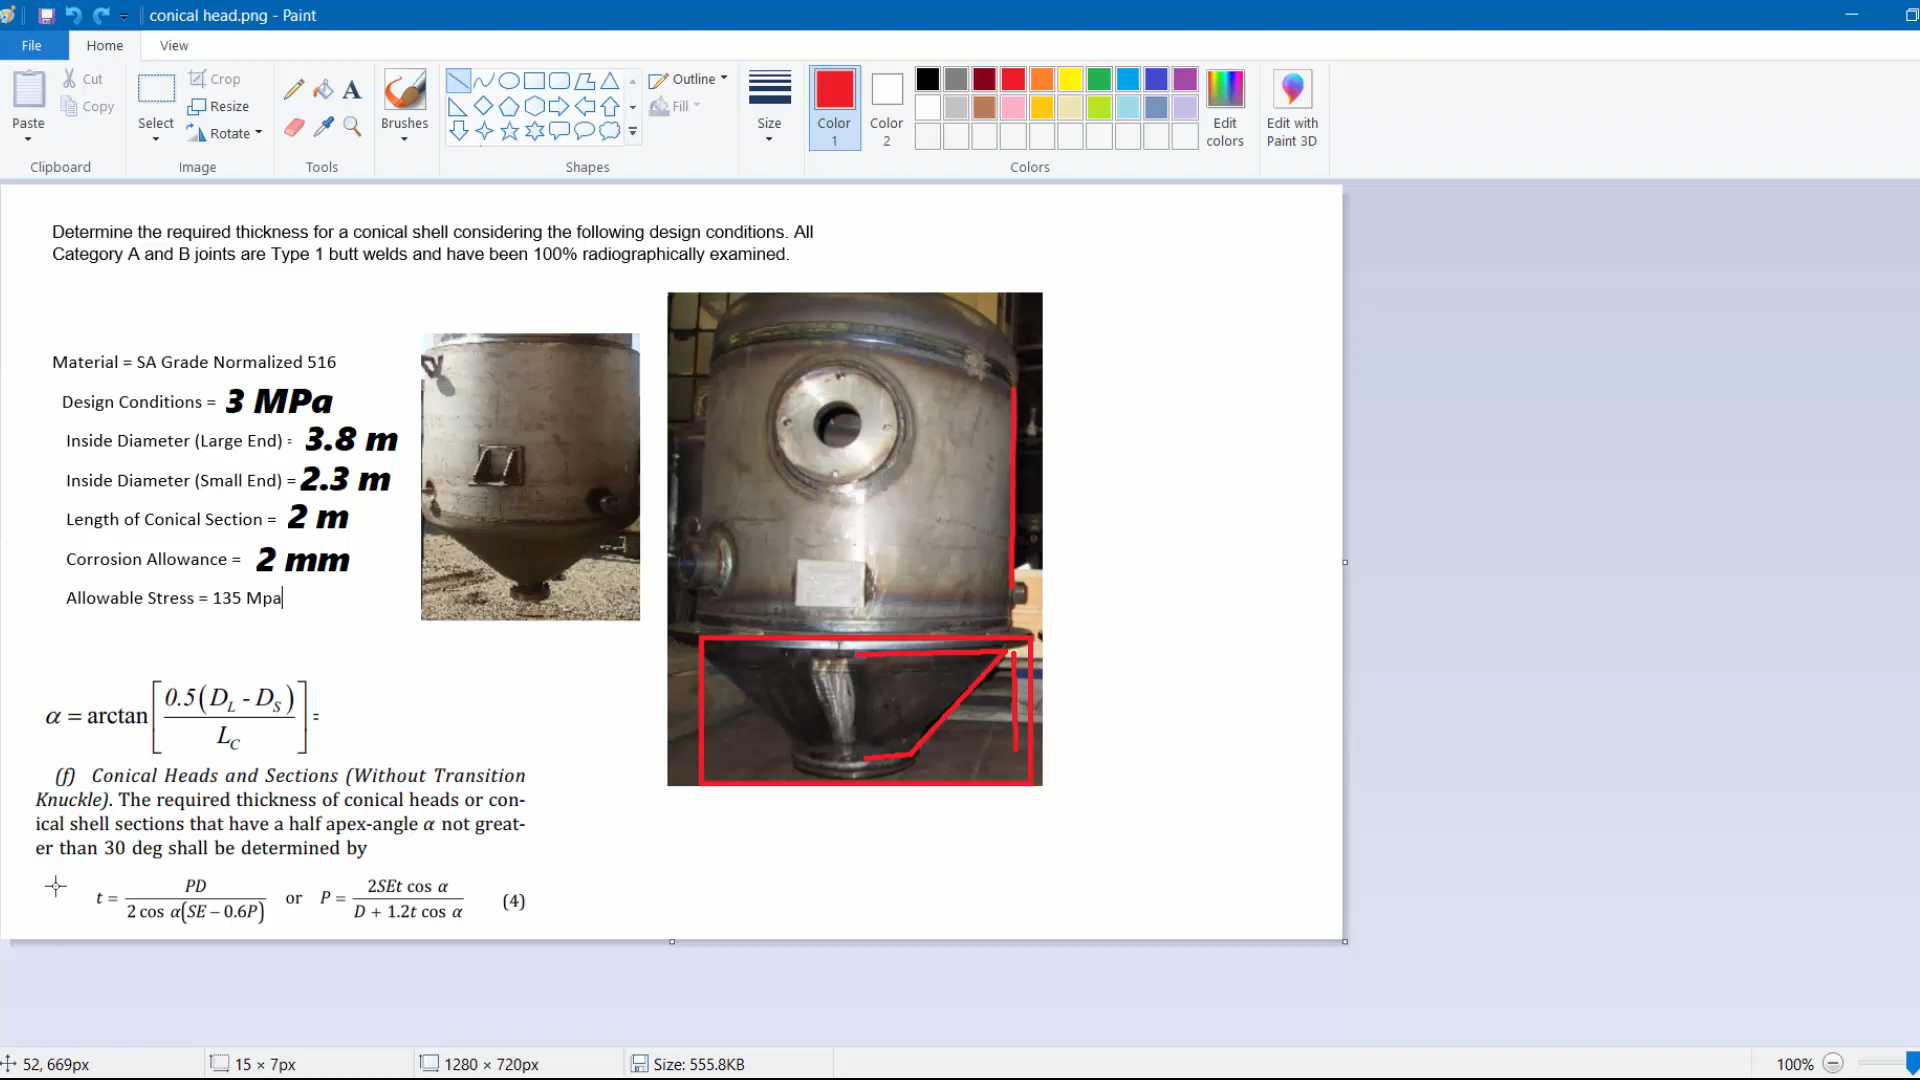 conical head.png - Paint
File
Home
View
Paste
Cut
Copy
Clipboard
Select
Crop
Resize
Rotate
Image
A
Tools
Brushes
Outline
Fill
Shapes
Size
Color 1
Color 2
Edit colors
Colors
Edit with Paint 3D
Determine the required thickness for a conical shell considering the following design conditions. All
Category A and B joints are Type 1 butt welds and have been 100% radiographically examined.
Material = SA Grade Normalized 516
Design Conditions = 3 MPa
Inside Diameter (Large End) : 3.8 m
Inside Diameter (Small End) = 2.3 m
Length of Conical Section = 2 m
Corrosion Allowance = 2 mm
Allowable Stress = 135 Mpa
α = arctan[0.5(D_L - D_S) / L_C] =
(f) Conical Heads and Sections (Without Transition
Knuckle). The required thickness of conical heads or con-
ical shell sections that have a half apex-angle α not great-
er than 30 deg shall be determined by
t = PD / 2 cos α(SE − 0.6P) or P = 2SEt cos α / D + 1.2t cos α (4)
52, 669px
15 × 7px
1280 × 720px
Size: 555.8KB
100%